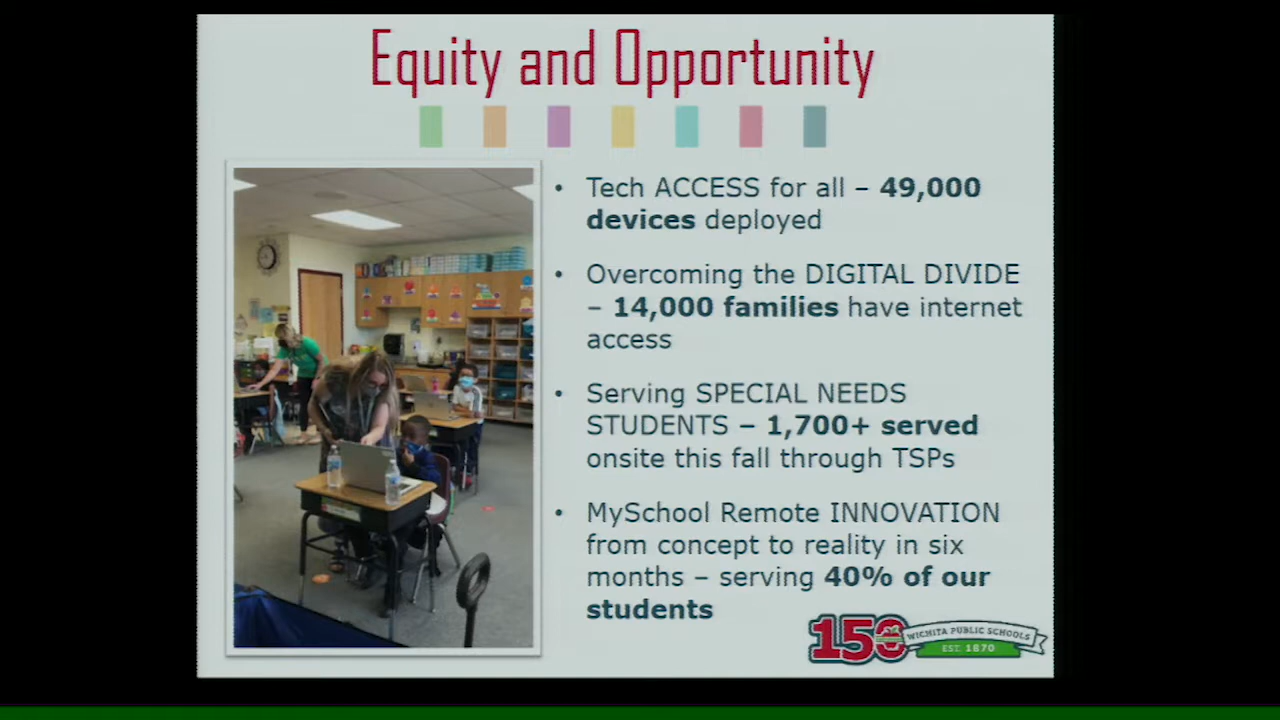 Equity and Opportunity
• Tech ACCESS for all – 49,000
devices deployed
• Overcoming the DIGITAL DIVIDE
– 14,000 families have internet
access
• Serving SPECIAL NEEDS
STUDENTS – 1,700+ served
onsite this fall through TSPs
• MySchool Remote INNOVATION
from concept to reality in six
months – serving 40% of our
students
150
WICHITA PUBLIC SCHOOLS
EST. 1870